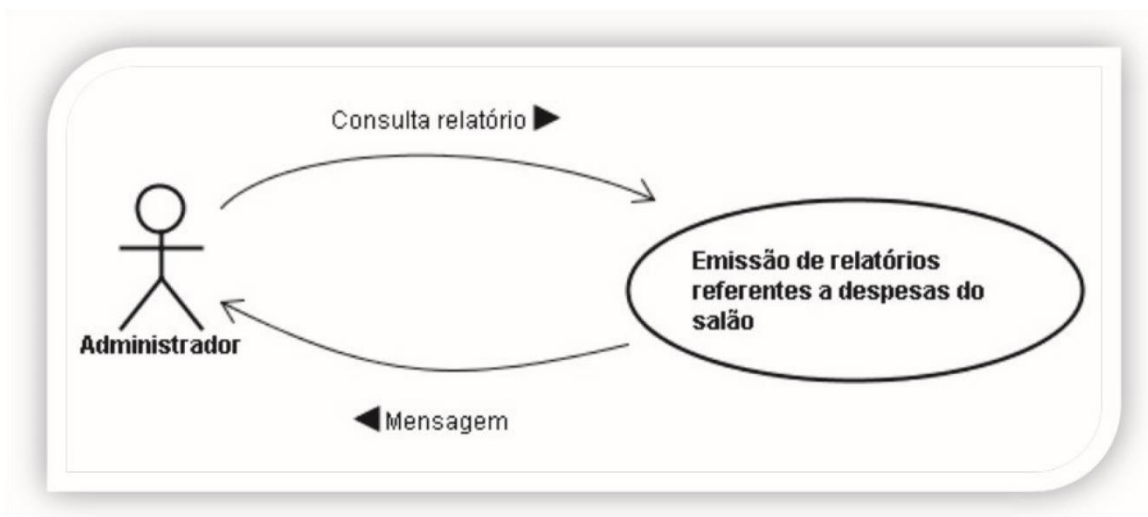 Consulta relatório
Emissão de relatórios
referentes a despesas do
salão
Administrador
Mensagem